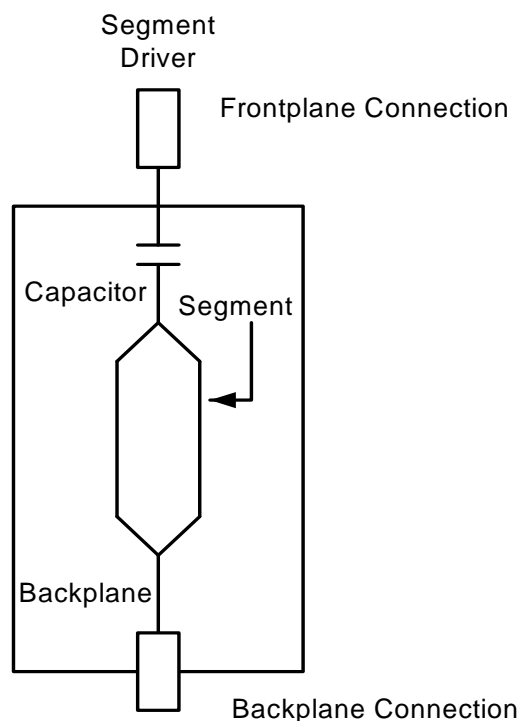 Segment
Driver
Frontplane Connection
Capacitor
Segment
Backplane
Backplane Connection